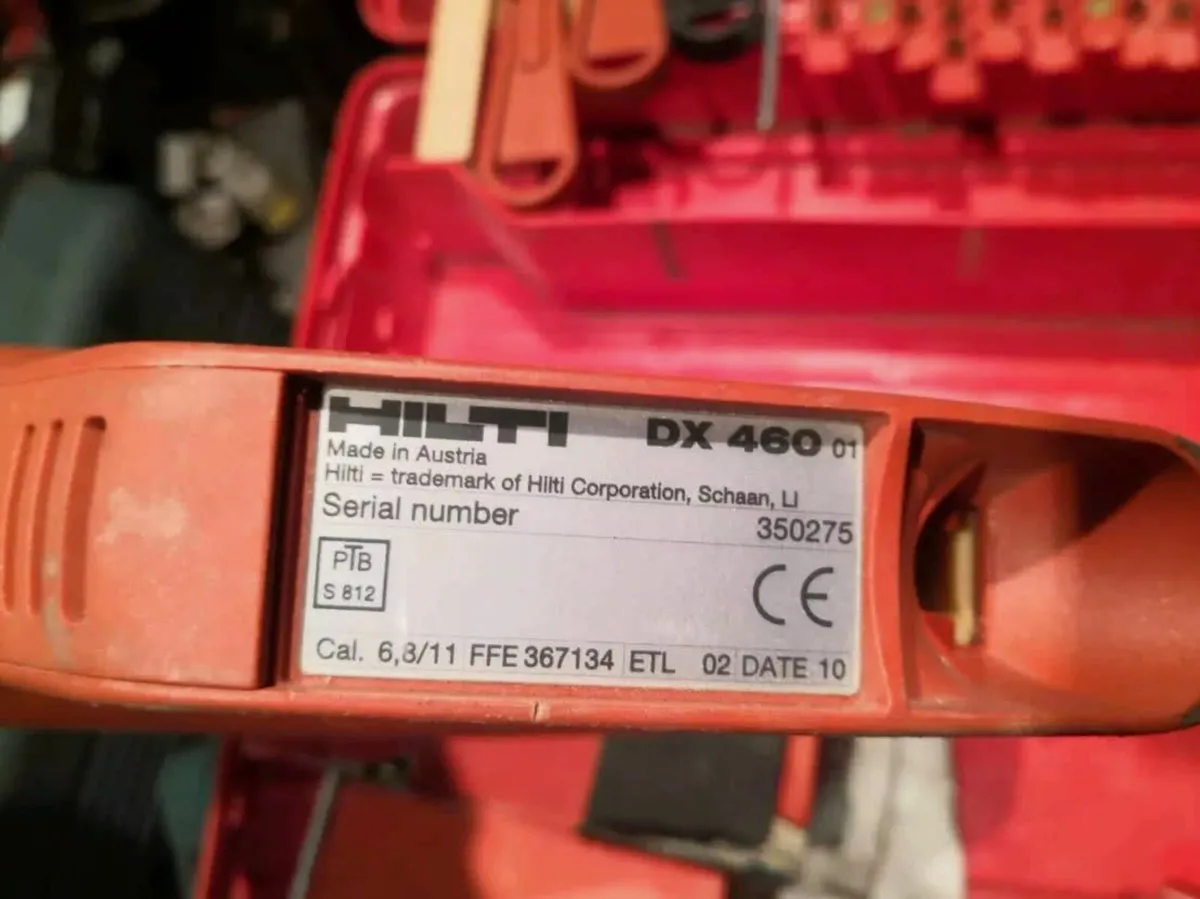 HILTI DX 460 01
Made in Austria
Hilti = trademark of Hilti Corporation, Schaan, LI
Serial number 350275
PTB
S 812
CE
Cal. 6,8/11 FFE 367134 ETL 02 DATE 10